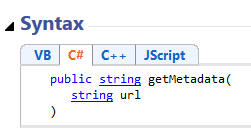 Syntax
VB C# C++ JScript
public string getMetadata(
string url
)